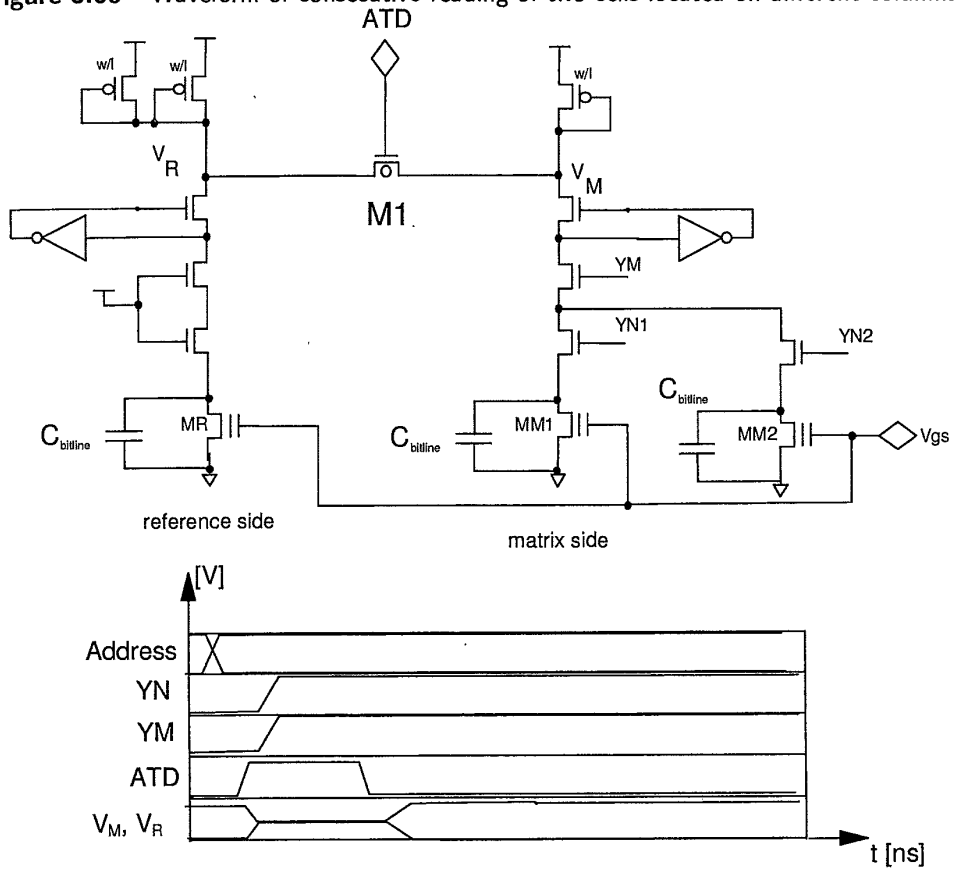 ATD
w/l
w/l
w/l
V_R
V_M
M1
YM
YN1
YN2
C_bitline
MR
C_bitline
MM1
C_bitline
MM2
Vgs
reference side
matrix side
[V]
Address
YN
YM
ATD
V_M, V_R
t [ns]